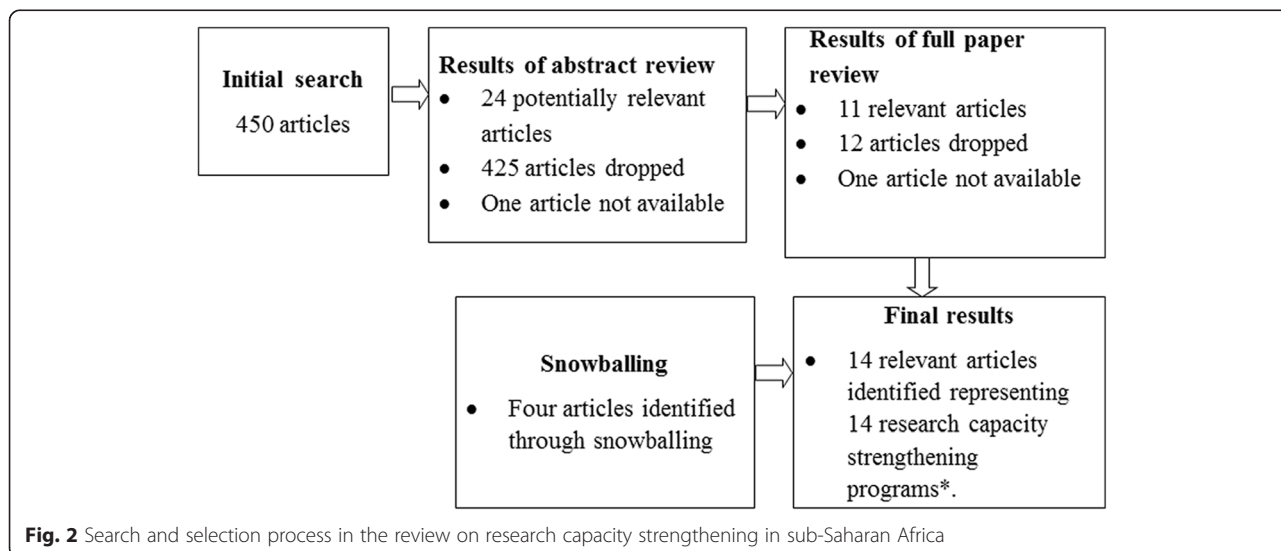 Initial search
450 articles
Results of abstract review
• 24 potentially relevant
articles
• 425 articles dropped
• One article not available
Results of full paper
review
• 11 relevant articles
• 12 articles dropped
• One article not available
Snowballing
• Four articles identified
through snowballing
Final results
• 14 relevant articles
identified representing
14 research capacity
strengthening
programs*.
Fig. 2 Search and selection process in the review on research capacity strengthening in sub-Saharan Africa